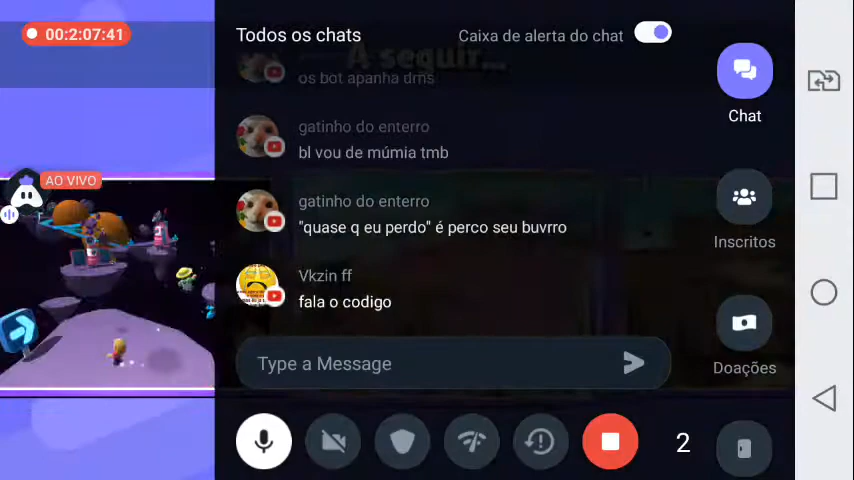 00:2:07:41
Todos os chats
Caixa de alerta do chat
A seguir...
os bot apanha dms
Chat
gatinho do enterro
bl vou de múmia tmb
AO VIVO
gatinho do enterro
"quase q eu perdo" é perco seu buvrro
Inscritos
Vkzin ff
fala o codigo
Type a Message
Doações
2